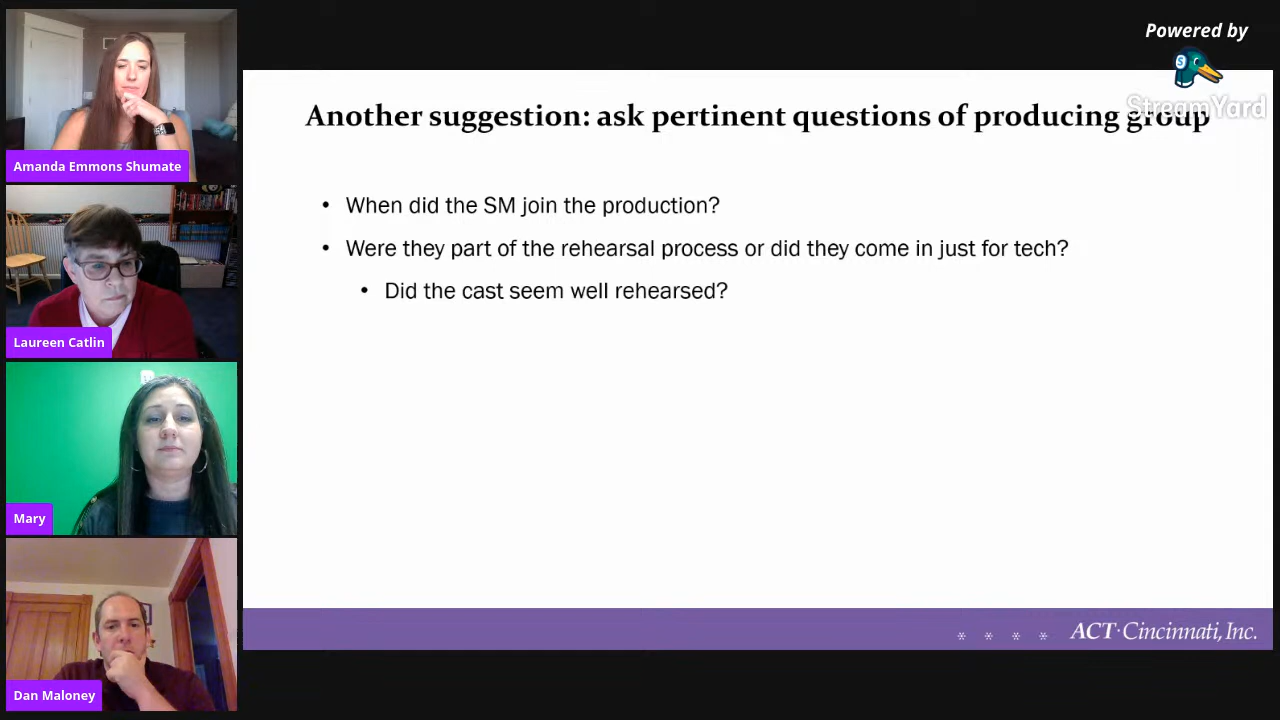 Powered by
StreamYard
Another suggestion: ask pertinent questions of producing group
• When did the SM join the production?
• Were they part of the rehearsal process or did they come in just for tech?
• Did the cast seem well rehearsed?
Amanda Emmons Shumate
Laureen Catlin
Mary
Dan Maloney
* * * * ACT·Cincinnati, Inc.